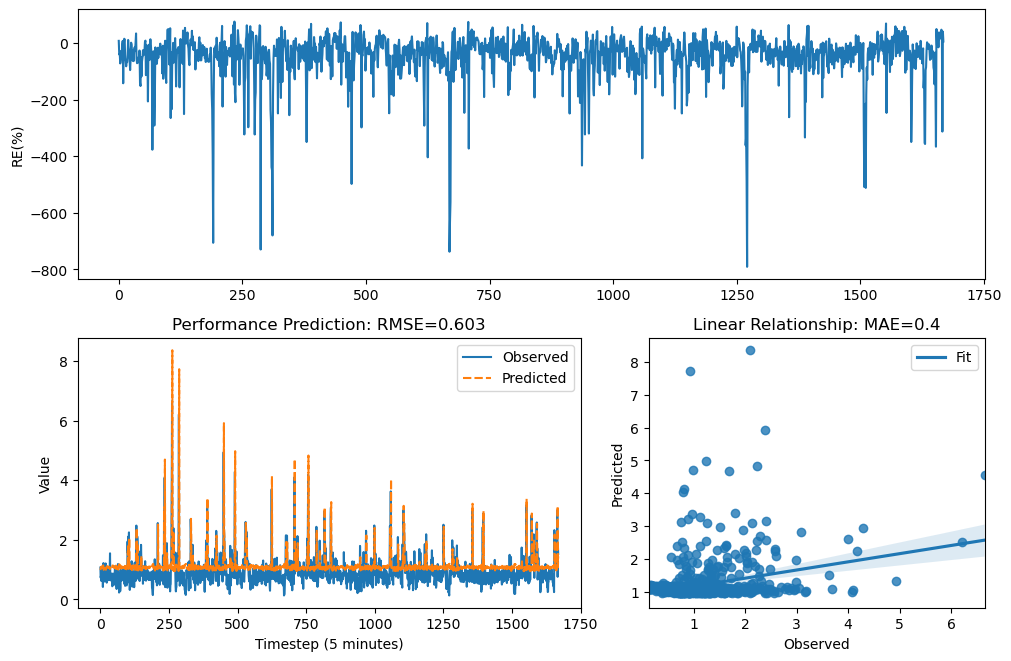 0
−200
−400
−600
−800
RE(%)
0 250 500 750 1000 1250 1500 1750
Performance Prediction: RMSE=0.603
Observed
Predicted
8
6
4
2
0
Value
0 250 500 750 1000 1250 1500 1750
Timestep (5 minutes)
Linear Relationship: MAE=0.4
Fit
8
7
6
5
4
3
2
1
Predicted
1 2 3 4 5 6
Observed